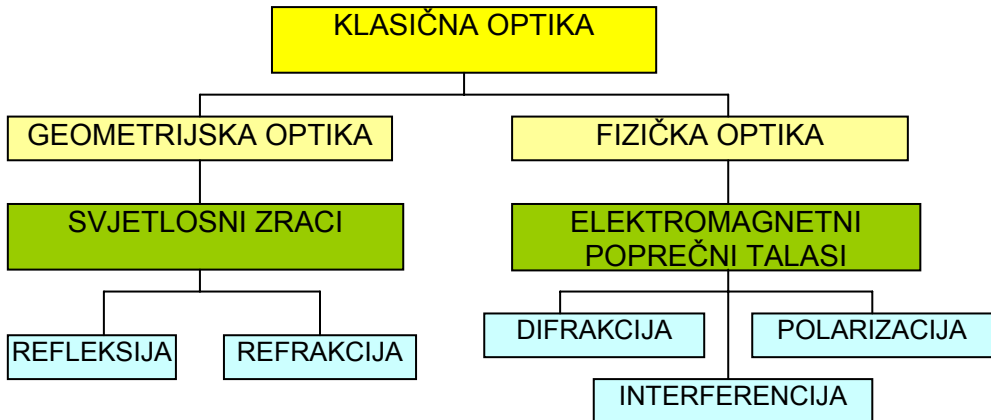 KLASIČNA OPTIKA
GEOMETRIJSKA OPTIKA
FIZIČKA OPTIKA
SVJETLOSNI ZRACI
ELEKTROMAGNETNI
POPREČNI TALASI
REFLEKSIJA
REFRAKCIJA
DIFRAKCIJA
POLARIZACIJA
INTERFERENCIJA